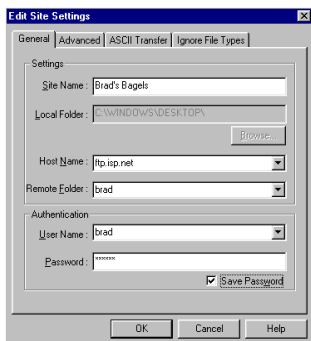 Edit Site Settings
General Advanced ASCII Transfer Ignore File Types
Settings
Site Name : Brad's Bagels
Local Folder : C:\WINDOWS\DESKTOP\
Browse...
Host Name : ftp.isp.net
Remote Folder : brad
Authentication
User Name : brad
Password : ******
Save Password
OK Cancel Help